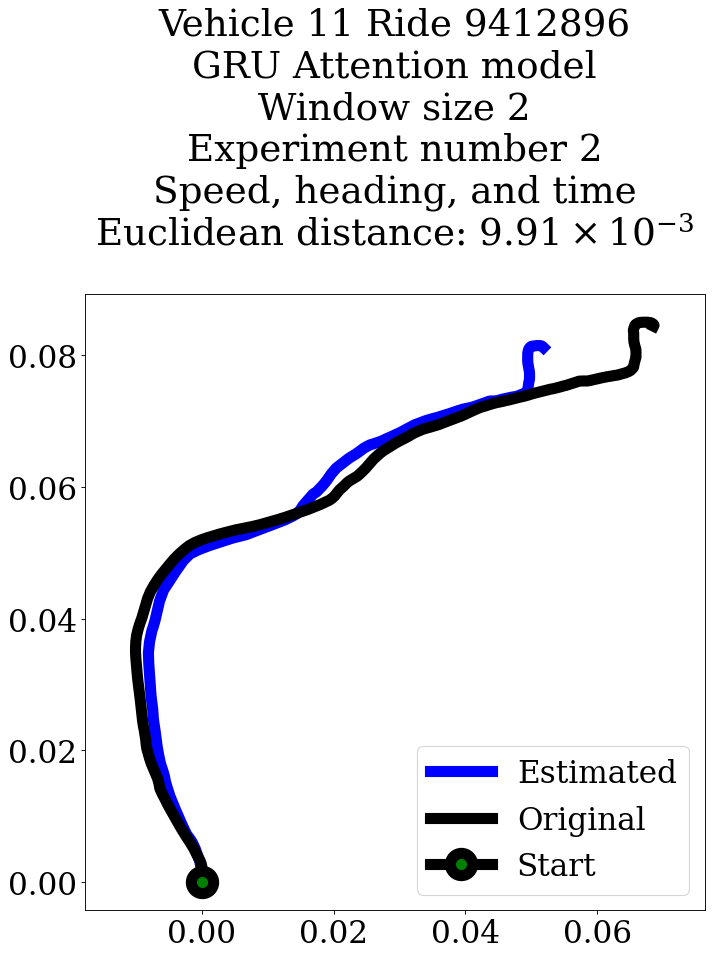 Vehicle 11 Ride 9412896
GRU Attention model
Window size 2
Experiment number 2
Speed, heading, and time
Euclidean distance: 9.91 × 10⁻³
0.08
0.06
0.04
0.02
0.00
Estimated
Original
Start
0.00 0.02 0.04 0.06